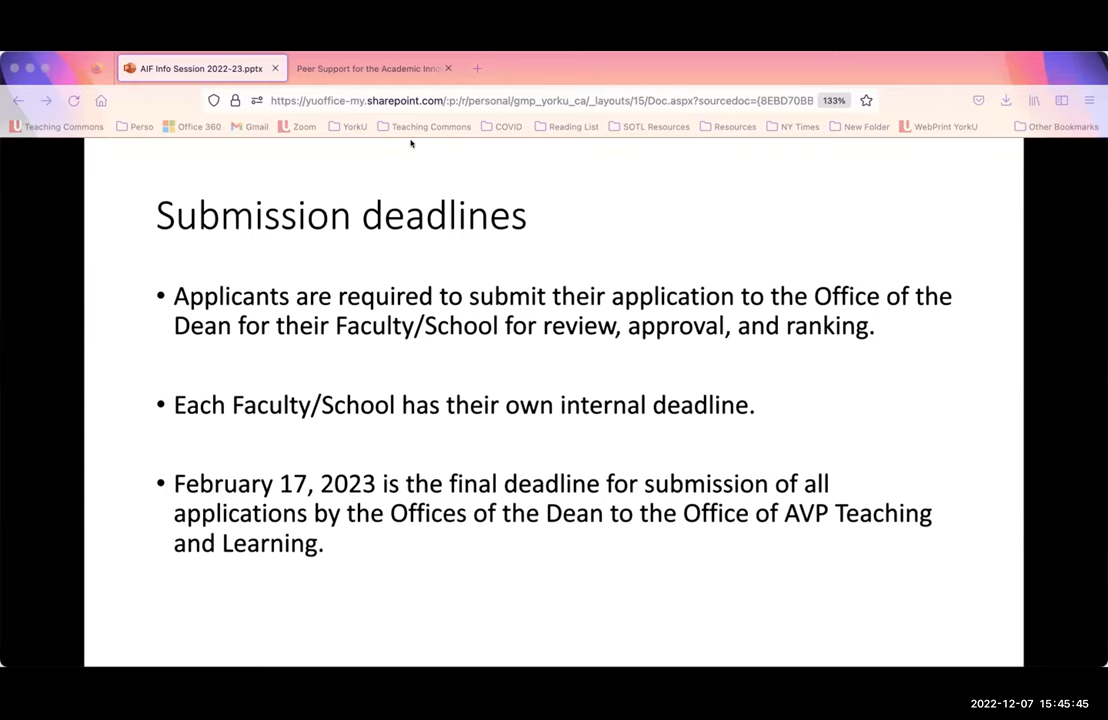 AIF Info Session 2022-23.pptx
Peer Support for the Academic Inno
https://yuoffice-my.sharepoint.com/:p:/r/personal/gmp_yorku_ca/_layouts/15/Doc.aspx?sourcedoc={8EBD70BB
133%
Teaching Commons Perso Office 360 Gmail Zoom YorkU Teaching Commons COVID Reading List SOTL Resources Resources NY Times New Folder WebPrint YorkU Other Bookmarks
Submission deadlines
• Applicants are required to submit their application to the Office of the
Dean for their Faculty/School for review, approval, and ranking.
• Each Faculty/School has their own internal deadline.
• February 17, 2023 is the final deadline for submission of all
applications by the Offices of the Dean to the Office of AVP Teaching
and Learning.
2022-12-07 15:45:45